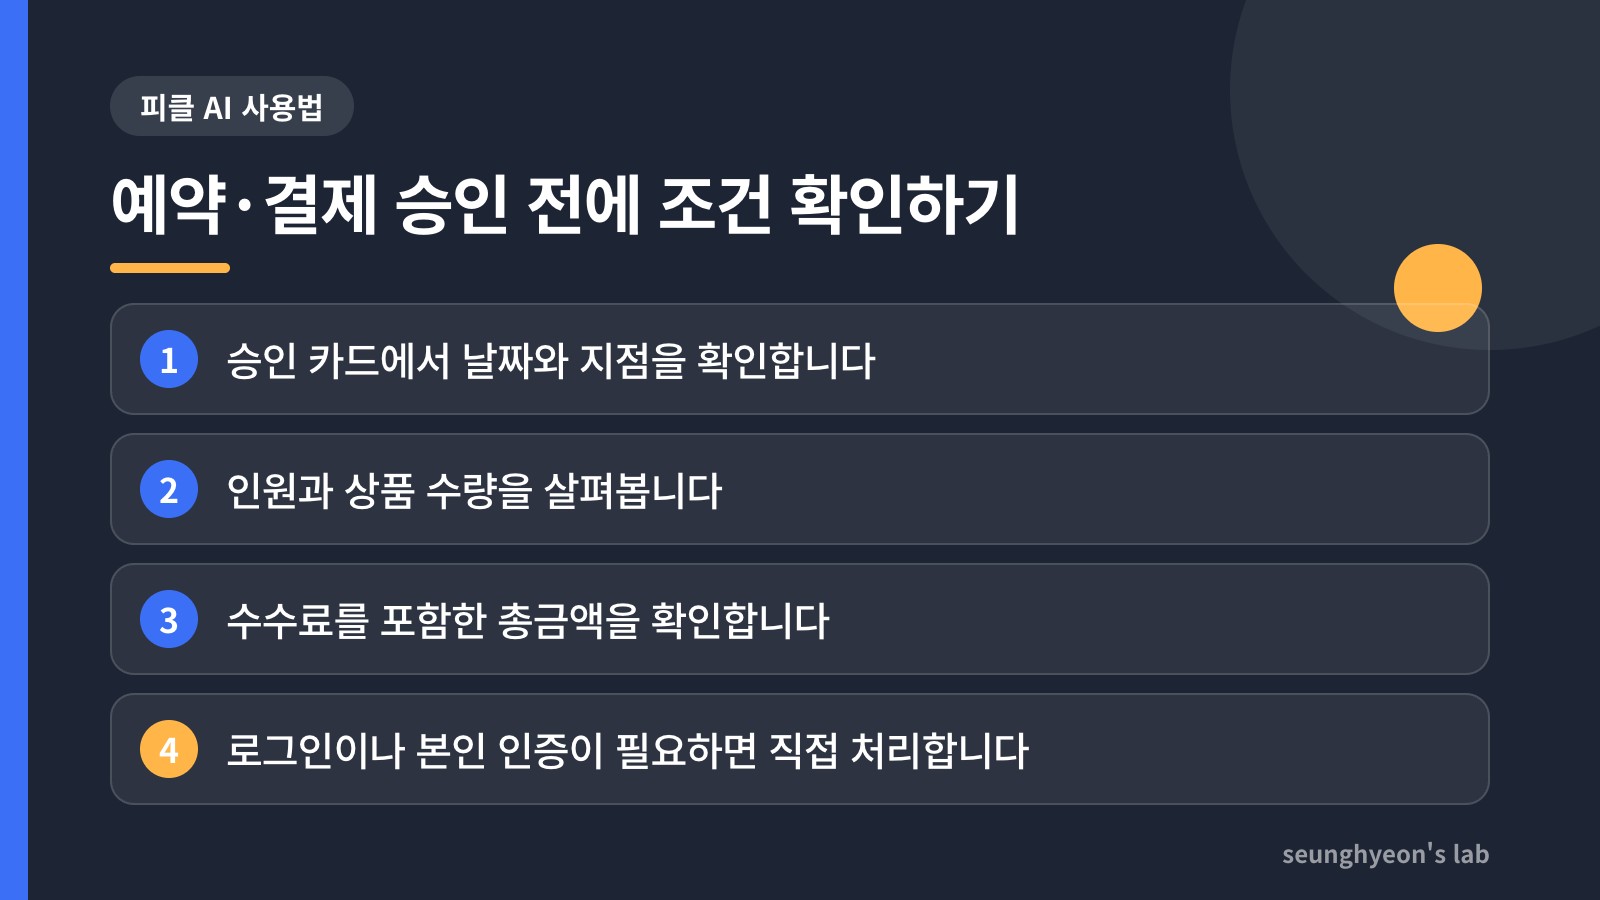 피클 AI 사용법
예약·결제 승인 전에 조건 확인하기
1 승인 카드에서 날짜와 지점을 확인합니다
2 인원과 상품 수량을 살펴봅니다
3 수수료를 포함한 총금액을 확인합니다
4 로그인이나 본인 인증이 필요하면 직접 처리합니다
seunghyeon's lab